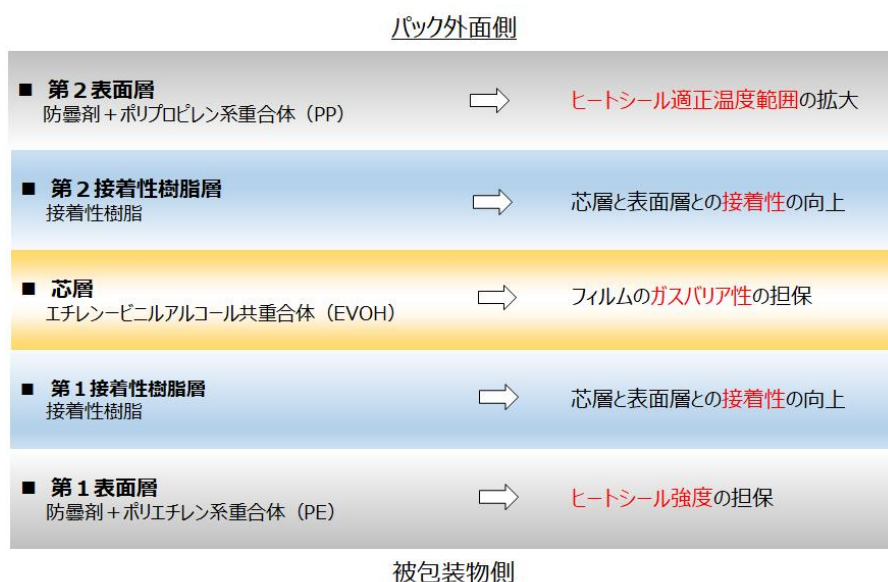 パック外面側
■ 第２表面層
防曇剤＋ポリプロピレン系重合体（PP）
ヒートシール適正温度範囲の拡大
■ 第２接着性樹脂層
接着性樹脂
芯層と表面層との接着性の向上
■ 芯層
エチレンービニルアルコール共重合体（EVOH）
フィルムのガスバリア性の担保
■ 第１接着性樹脂層
接着性樹脂
芯層と表面層との接着性の向上
■ 第１表面層
防曇剤＋ポリエチレン系重合体（PE）
ヒートシール強度の担保
被包装物側